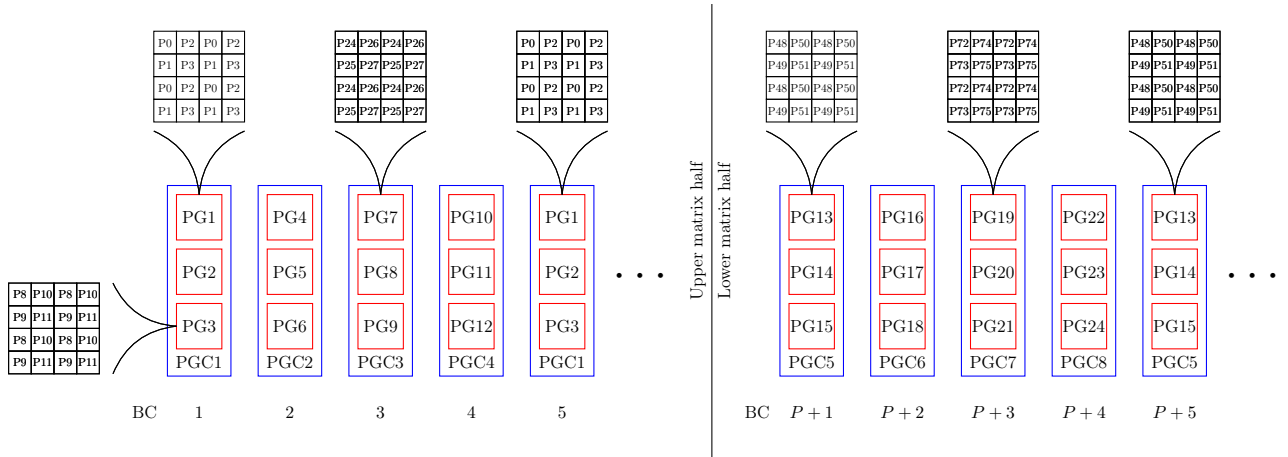 P0 P2 P0 P2 P24 P26 P24 P26 P0 P2 P0 P2 P48 P50 P48 P50 P72 P74 P72 P74 P48 P50 P48 P50
P1 P3 P1 P3 P25 P27 P25 P27 P1 P3 P1 P3 P49 P51 P49 P51 P73 P75 P73 P75 P49 P51 P49 P51
P0 P2 P0 P2 P24 P26 P24 P26 P0 P2 P0 P2 P48 P50 P48 P50 P72 P74 P72 P74 P48 P50 P48 P50
P1 P3 P1 P3 P25 P27 P25 P27 P1 P3 P1 P3 P49 P51 P49 P51 P73 P75 P73 P75 P49 P51 P49 P51
PG1 PG4 PG7 PG10 PG1 PG13 PG16 PG19 PG22 PG13
Upper matrix half
Lower matrix half
PG2 PG5 PG8 PG11 PG2 . . . PG14 PG17 PG20 PG23 PG14 . . .
P8 P10 P8 P10
P9 P11 P9 P11
P8 P10 P8 P10
P9 P11 P9 P11
PG3 PG6 PG9 PG12 PG3 PG15 PG18 PG21 PG24 PG15
PGC1 PGC2 PGC3 PGC4 PGC1 PGC5 PGC6 PGC7 PGC8 PGC5
BC 1 2 3 4 5 BC P + 1 P + 2 P + 3 P + 4 P + 5